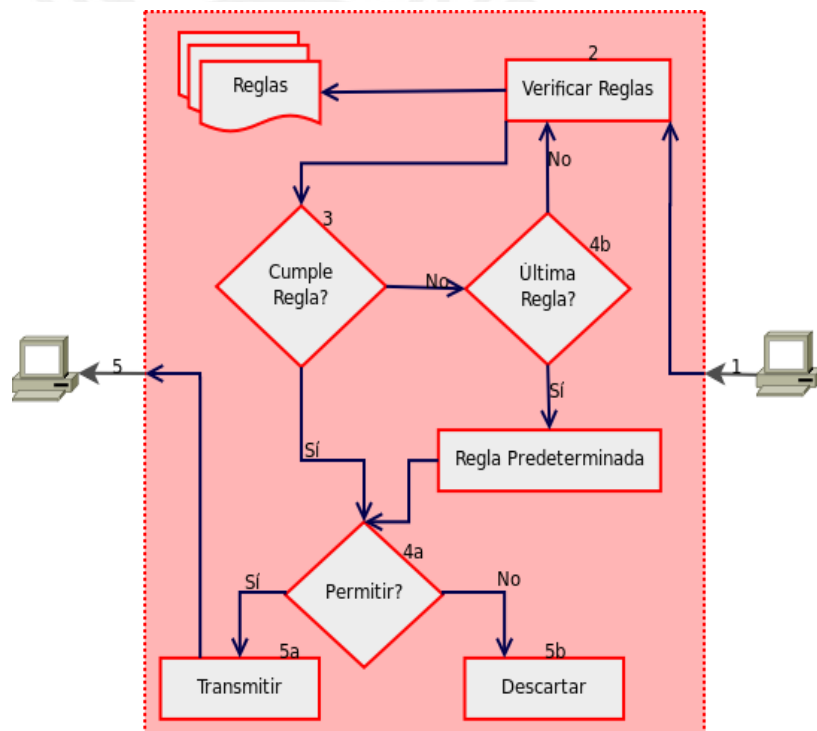 2
Reglas
Verificar Reglas
No
3
4b
Cumple
Regla?
No
Última
Regla?
5
1
Sí
Sí
Regla Predeterminada
4a
Permitir?
Sí
No
5a
5b
Transmitir
Descartar